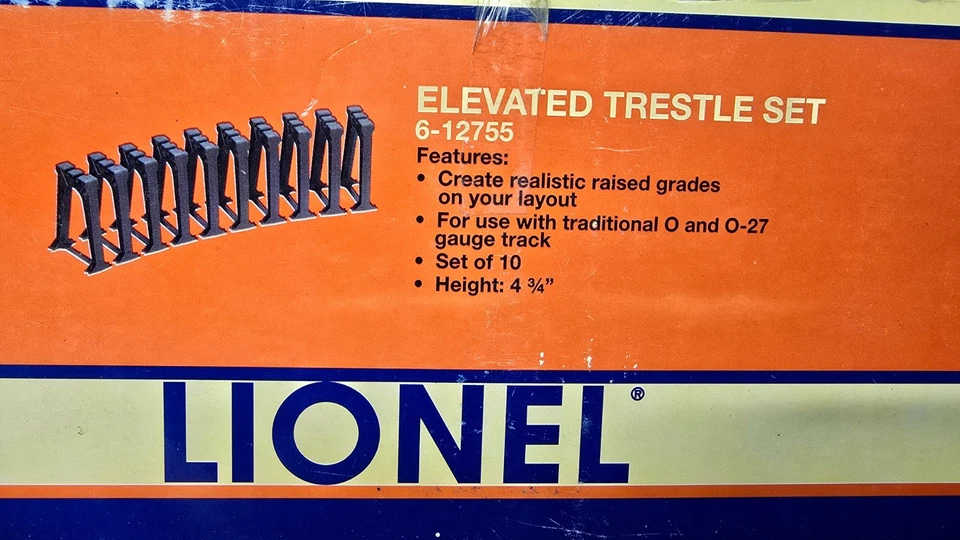 ELEVATED TRESTLE SET
6-12755
Features:
• Create realistic raised grades
on your layout
• For use with traditional O and O-27
gauge track
• Set of 10
• Height: 4 ¾”
LIONEL®